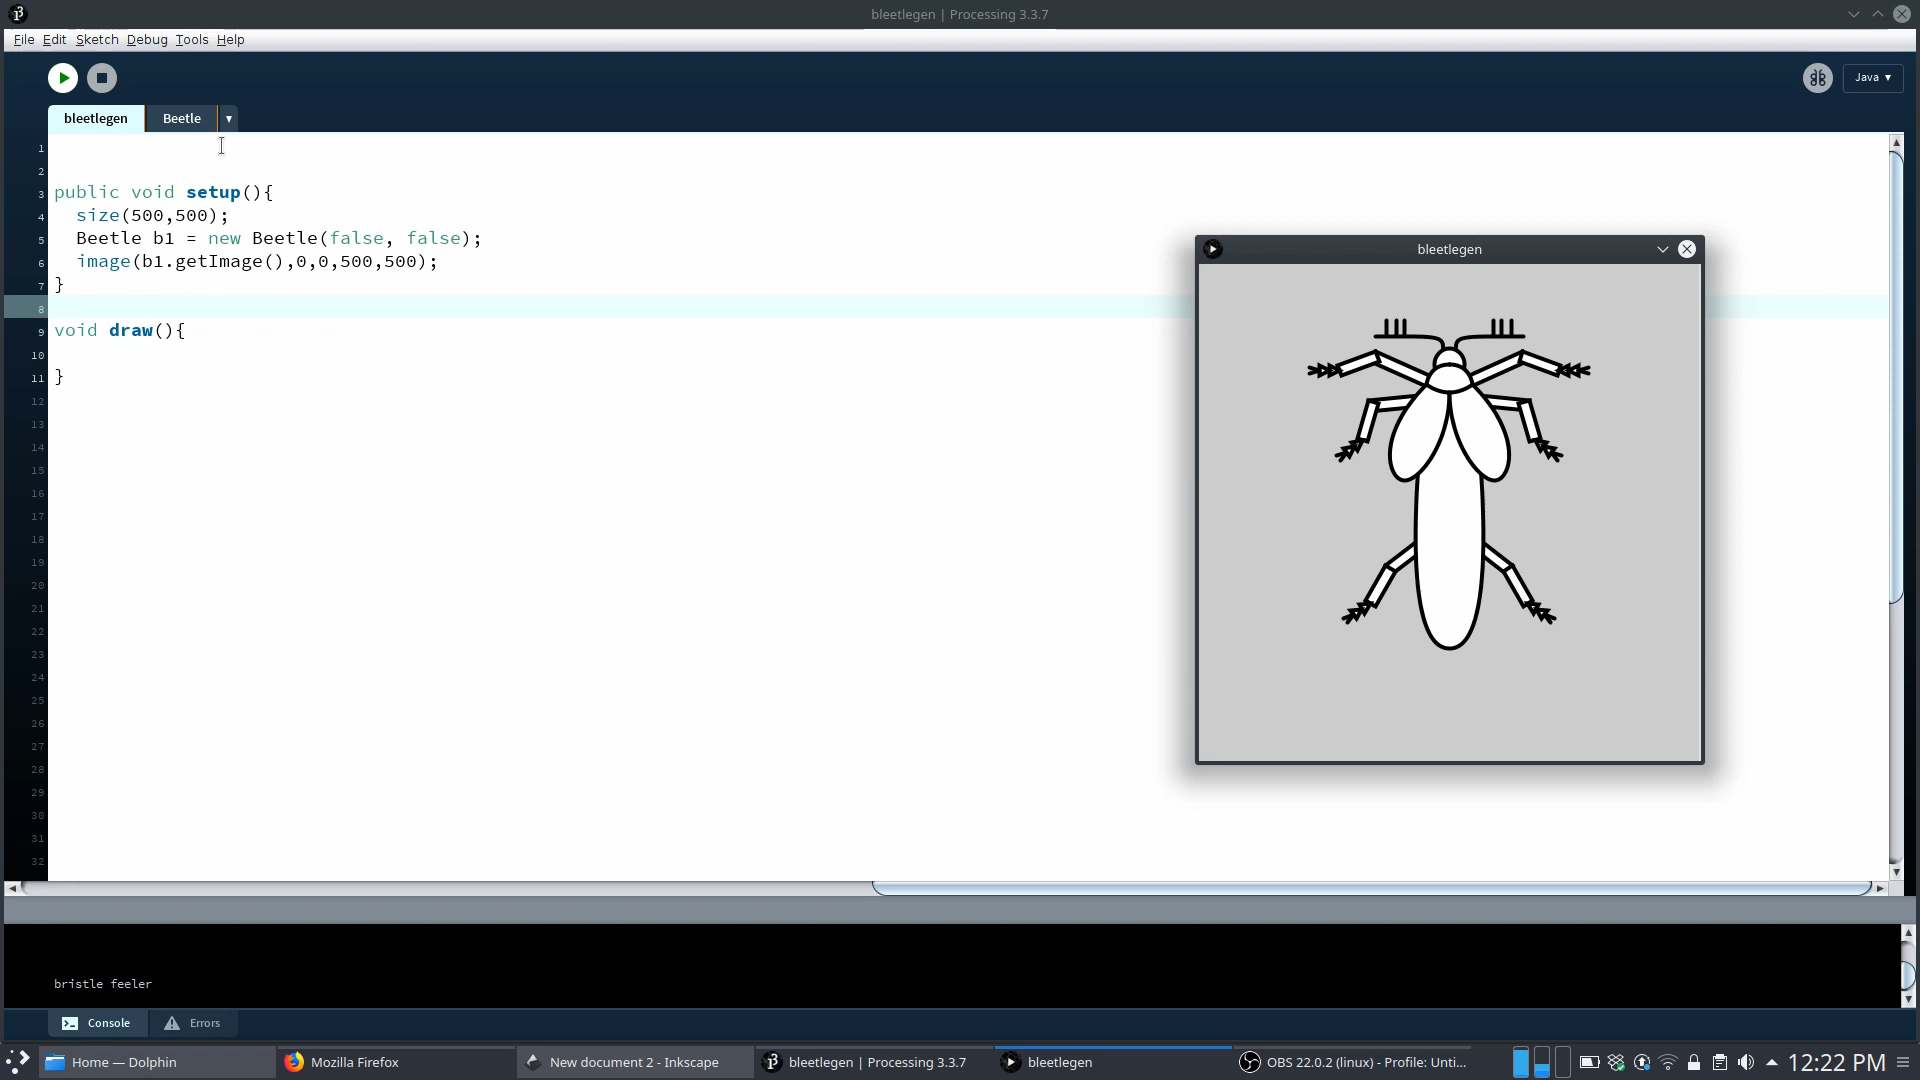 bleetlegen | Processing 3.3.7
File Edit Sketch Debug Tools Help
Java ▾
bleetlegen Beetle ▾
1
2
3 public void setup(){
4 size(500,500);
5 Beetle b1 = new Beetle(false, false);
6 image(b1.getImage(),0,0,500,500);
7 }
8
9 void draw(){
10
11 }
12
13
14
15
16
17
18
19
20
21
22
23
24
25
26
27
28
29
30
31
32
bleetlegen
bristle feeler
Console Errors
Home — Dolphin
Mozilla Firefox
New document 2 - Inkscape
bleetlegen | Processing 3.3.7
bleetlegen
OBS 22.0.2 (linux) - Profile: Unti...
12:22 PM